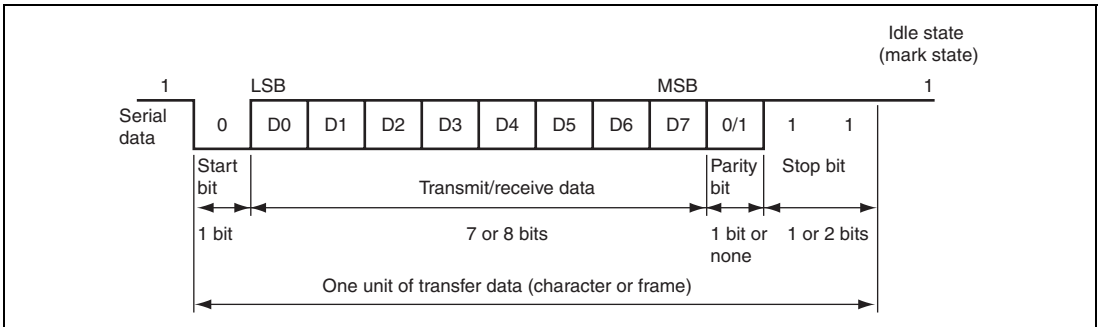 Idle state
(mark state)
1 LSB MSB 1
Serial
data
0 D0 D1 D2 D3 D4 D5 D6 D7 0/1 1 1
Start
bit
Transmit/receive data
Parity
bit
Stop bit
1 bit
7 or 8 bits
1 bit or
none
1 or 2 bits
One unit of transfer data (character or frame)